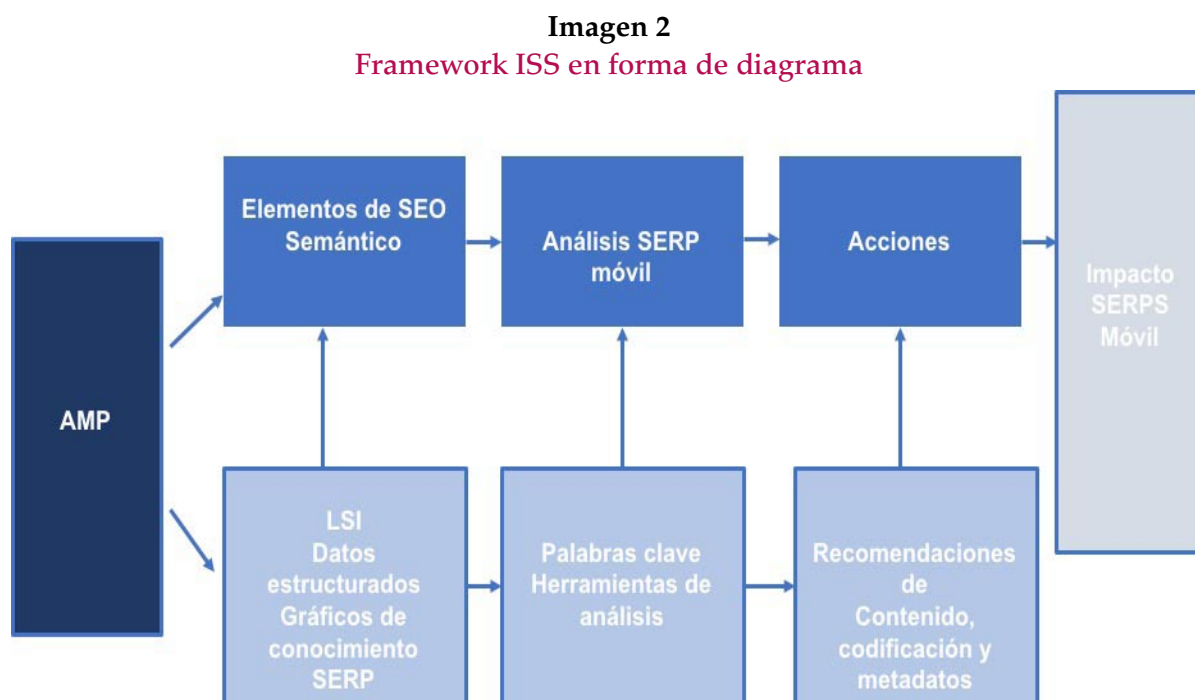 Imagen 2
Framework ISS en forma de diagrama
AMP
Elementos de SEO
Semántico
Análisis SERP
móvil
Acciones
Impacto
SERPS
Móvil
LSI
Datos
estructurados
Gráficos de
conocimiento
SERP
Palabras clave
Herramientas de
análisis
Recomendaciones
de
Contenido,
codificación y
metadatos